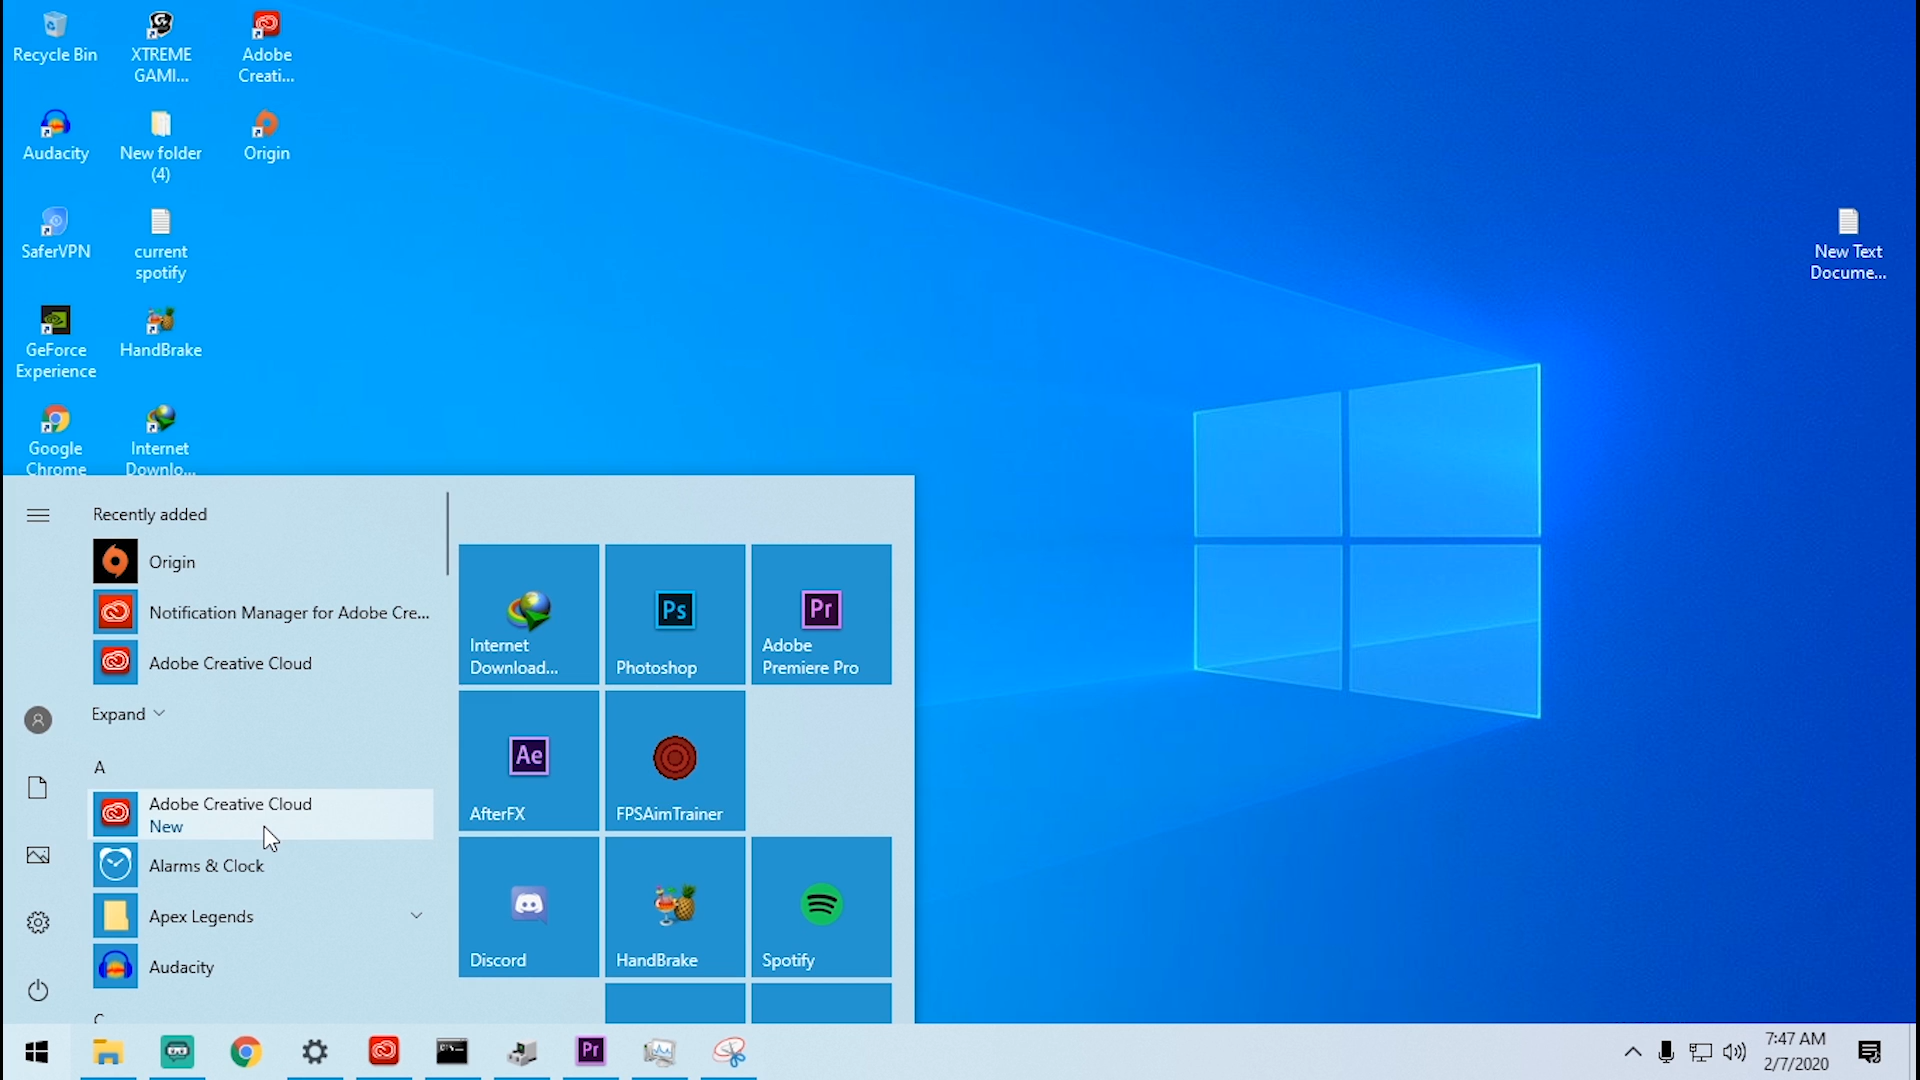 Recycle Bin
XTREME
GAMI...
Adobe
Creati...
Audacity
New folder
(4)
Origin
SaferVPN
current
spotify
New Text
Docume...
GeForce
Experience
HandBrake
Google
Chrome
Internet
Downlo...
Recently added
Origin
Notification Manager for Adobe Cre...
Adobe Creative Cloud
Expand
A
Adobe Creative Cloud
New
Alarms & Clock
Apex Legends
Audacity
C
Internet
Download...
Ps
Photoshop
Pr
Adobe
Premiere Pro
Ae
AfterFX
FPSAimTrainer
Discord
HandBrake
Spotify
Pr
7:47 AM
2/7/2020